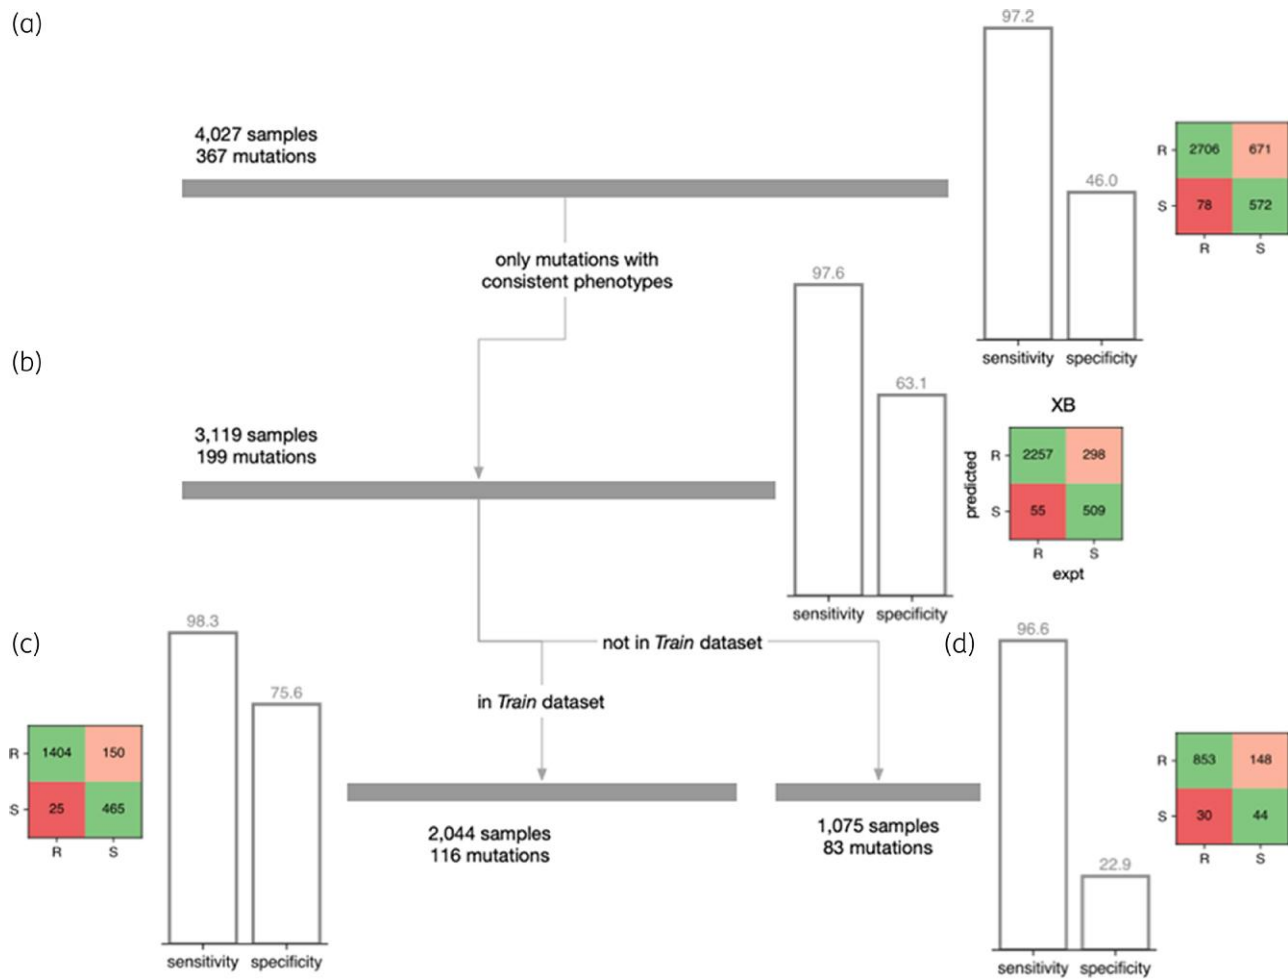 (a)
97.2
4,027 samples
367 mutations
46.0
R
2706
671
S
78
572
R
S
sensitivity
specificity
only mutations with
consistent phenotypes
97.6
(b)
63.1
3,119 samples
199 mutations
XB
predicted
R
2257
298
S
55
509
R
S
expt
sensitivity
specificity
(c)
98.3
75.6
R
1404
150
S
25
465
R
S
sensitivity
specificity
not in Train dataset
in Train dataset
2,044 samples
116 mutations
1,075 samples
83 mutations
(d)
96.6
22.9
R
853
148
S
30
44
R
S
sensitivity
specificity